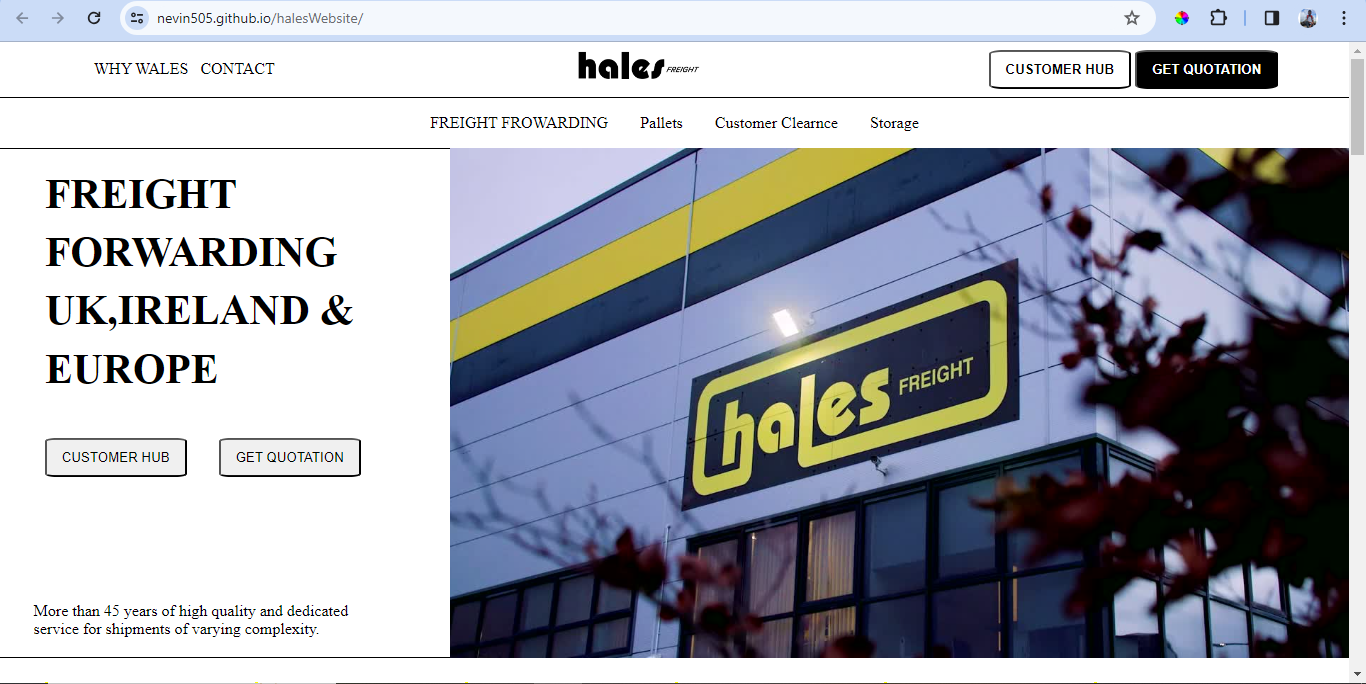 nevin505.github.io/halesWebsite/
WHY WALES CONTACT
hales FREIGHT
CUSTOMER HUB
GET QUOTATION
FREIGHT FROWARDING
Pallets
Customer Clearnce
Storage
FREIGHT
FORWARDING
UK,IRELAND &
EUROPE
CUSTOMER HUB
GET QUOTATION
More than 45 years of high quality and dedicated
service for shipments of varying complexity.
hales FREIGHT